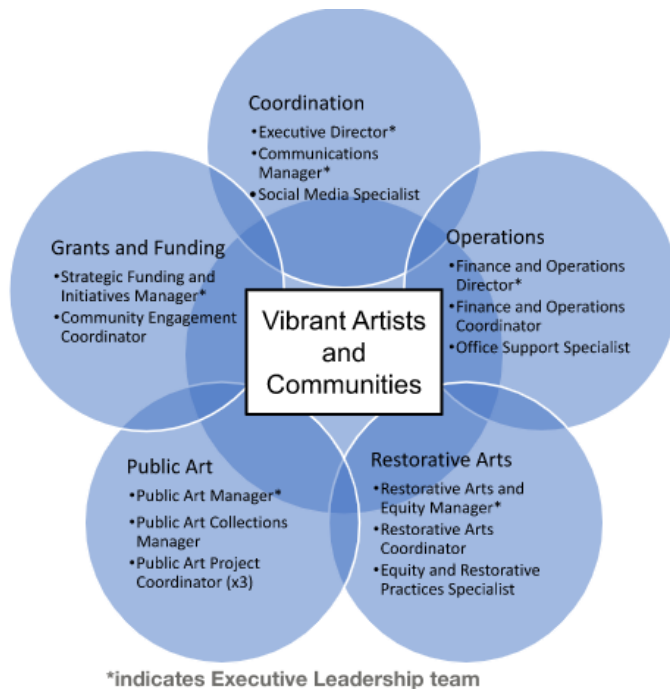 Coordination
•Executive Director*
•Communications
Manager*
•Social Media Specialist
Grants and Funding
•Strategic Funding and
Initiatives Manager*
•Community Engagement
Coordinator
Operations
•Finance and Operations
Director*
•Finance and Operations
Coordinator
•Office Support Specialist
Vibrant Artists
and
Communities
Public Art
•Public Art Manager*
•Public Art Collections
Manager
•Public Art Project
Coordinator (x3)
Restorative Arts
•Restorative Arts and
Equity Manager*
•Restorative Arts
Coordinator
•Equity and Restorative
Practices Specialist
*indicates Executive Leadership team